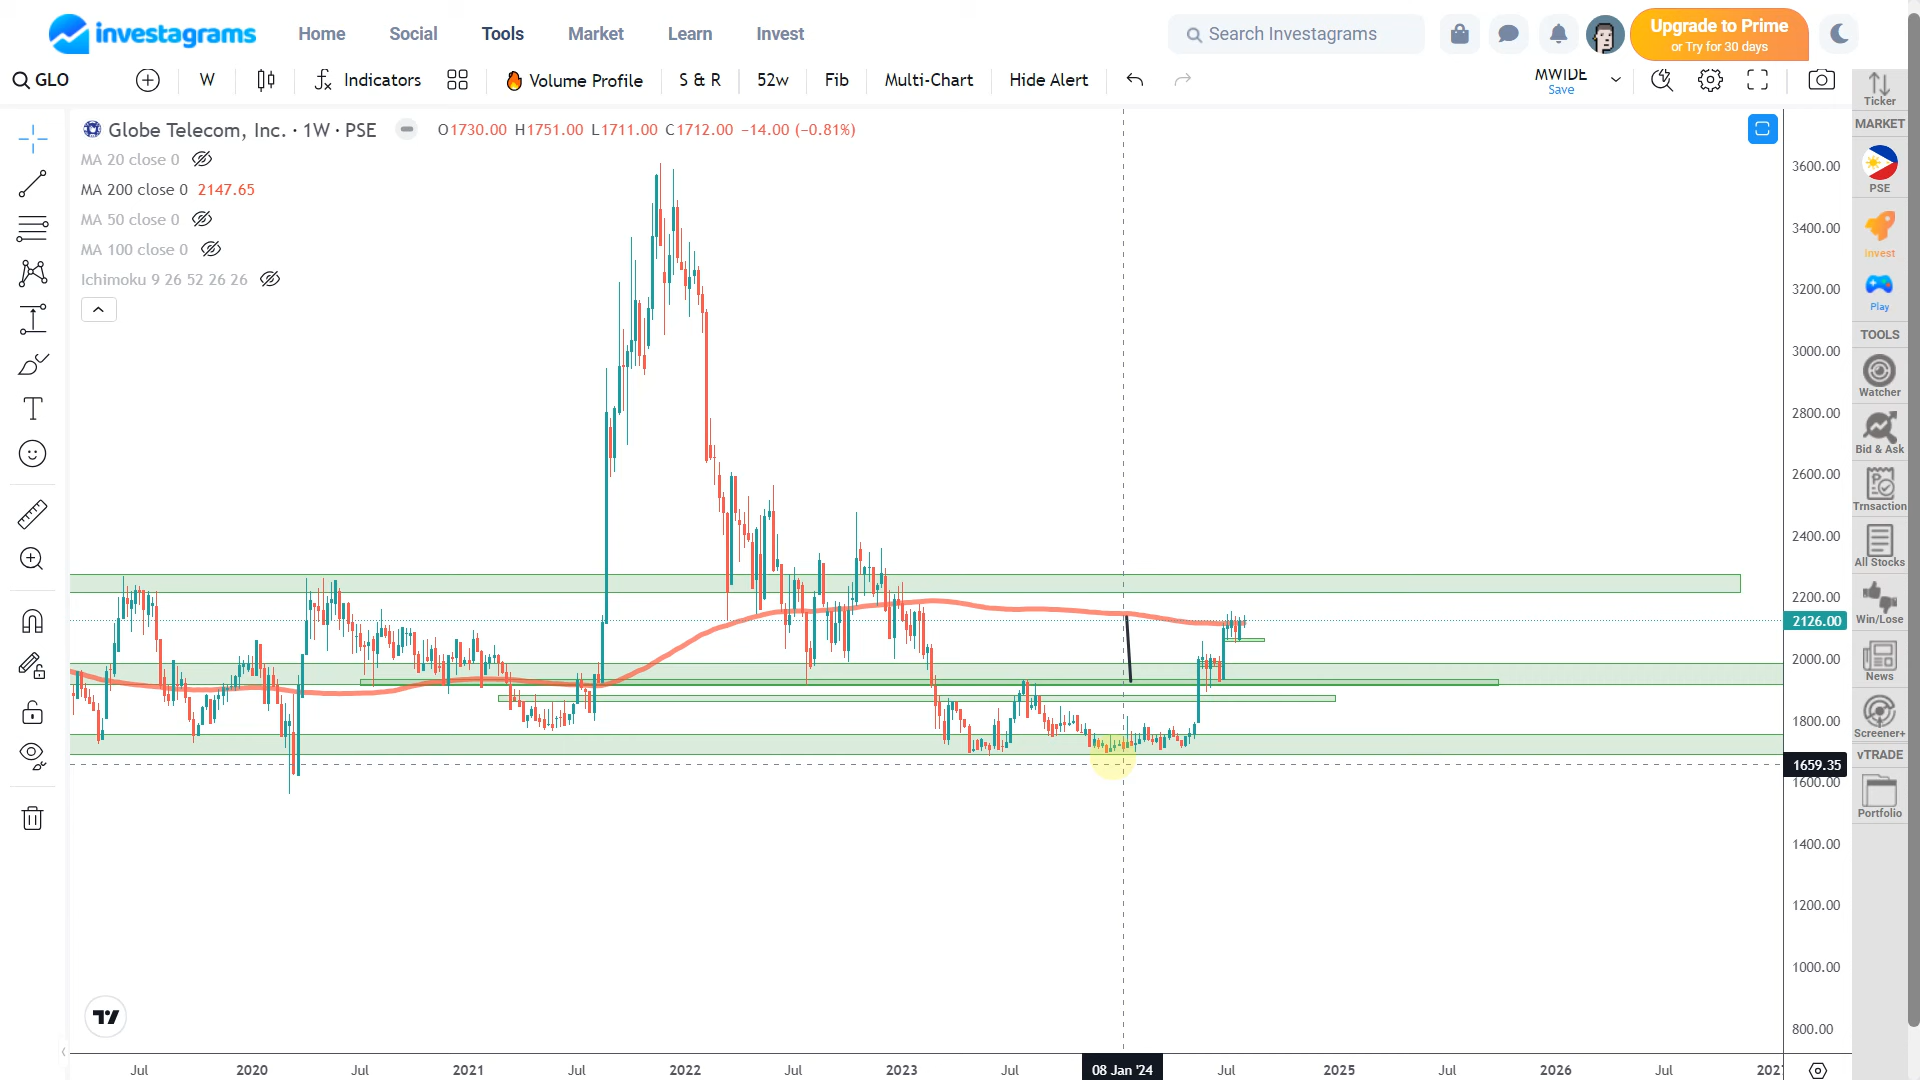 investagrams
Home
Social
Tools
Market
Learn
Invest
Search Investagrams
Upgrade to Prime
or Try for 30 days
GLO
W
Indicators
Volume Profile
S & R
52w
Fib
Multi-Chart
Hide Alert
MWIDE
Save
Ticker
Globe Telecom, Inc. · 1W · PSE
O1730.00 H1751.00 L1711.00 C1712.00 −14.00 (−0.81%)
MA 20 close 0
MA 200 close 0 2147.65
MA 50 close 0
MA 100 close 0
Ichimoku 9 26 52 26 26
3600.00
3400.00
3200.00
3000.00
2800.00
2600.00
2400.00
2200.00
2126.00
2000.00
1800.00
1659.35
1600.00
1400.00
1200.00
1000.00
800.00
MARKET
PSE
Invest
Play
TOOLS
Watcher
Bid & Ask
Trnsaction
All Stocks
Win/Lose
News
Screener+
vTRADE
Portfolio
Jul
2020
Jul
2021
Jul
2022
Jul
2023
Jul
08 Jan '24
Jul
2025
Jul
2026
Jul